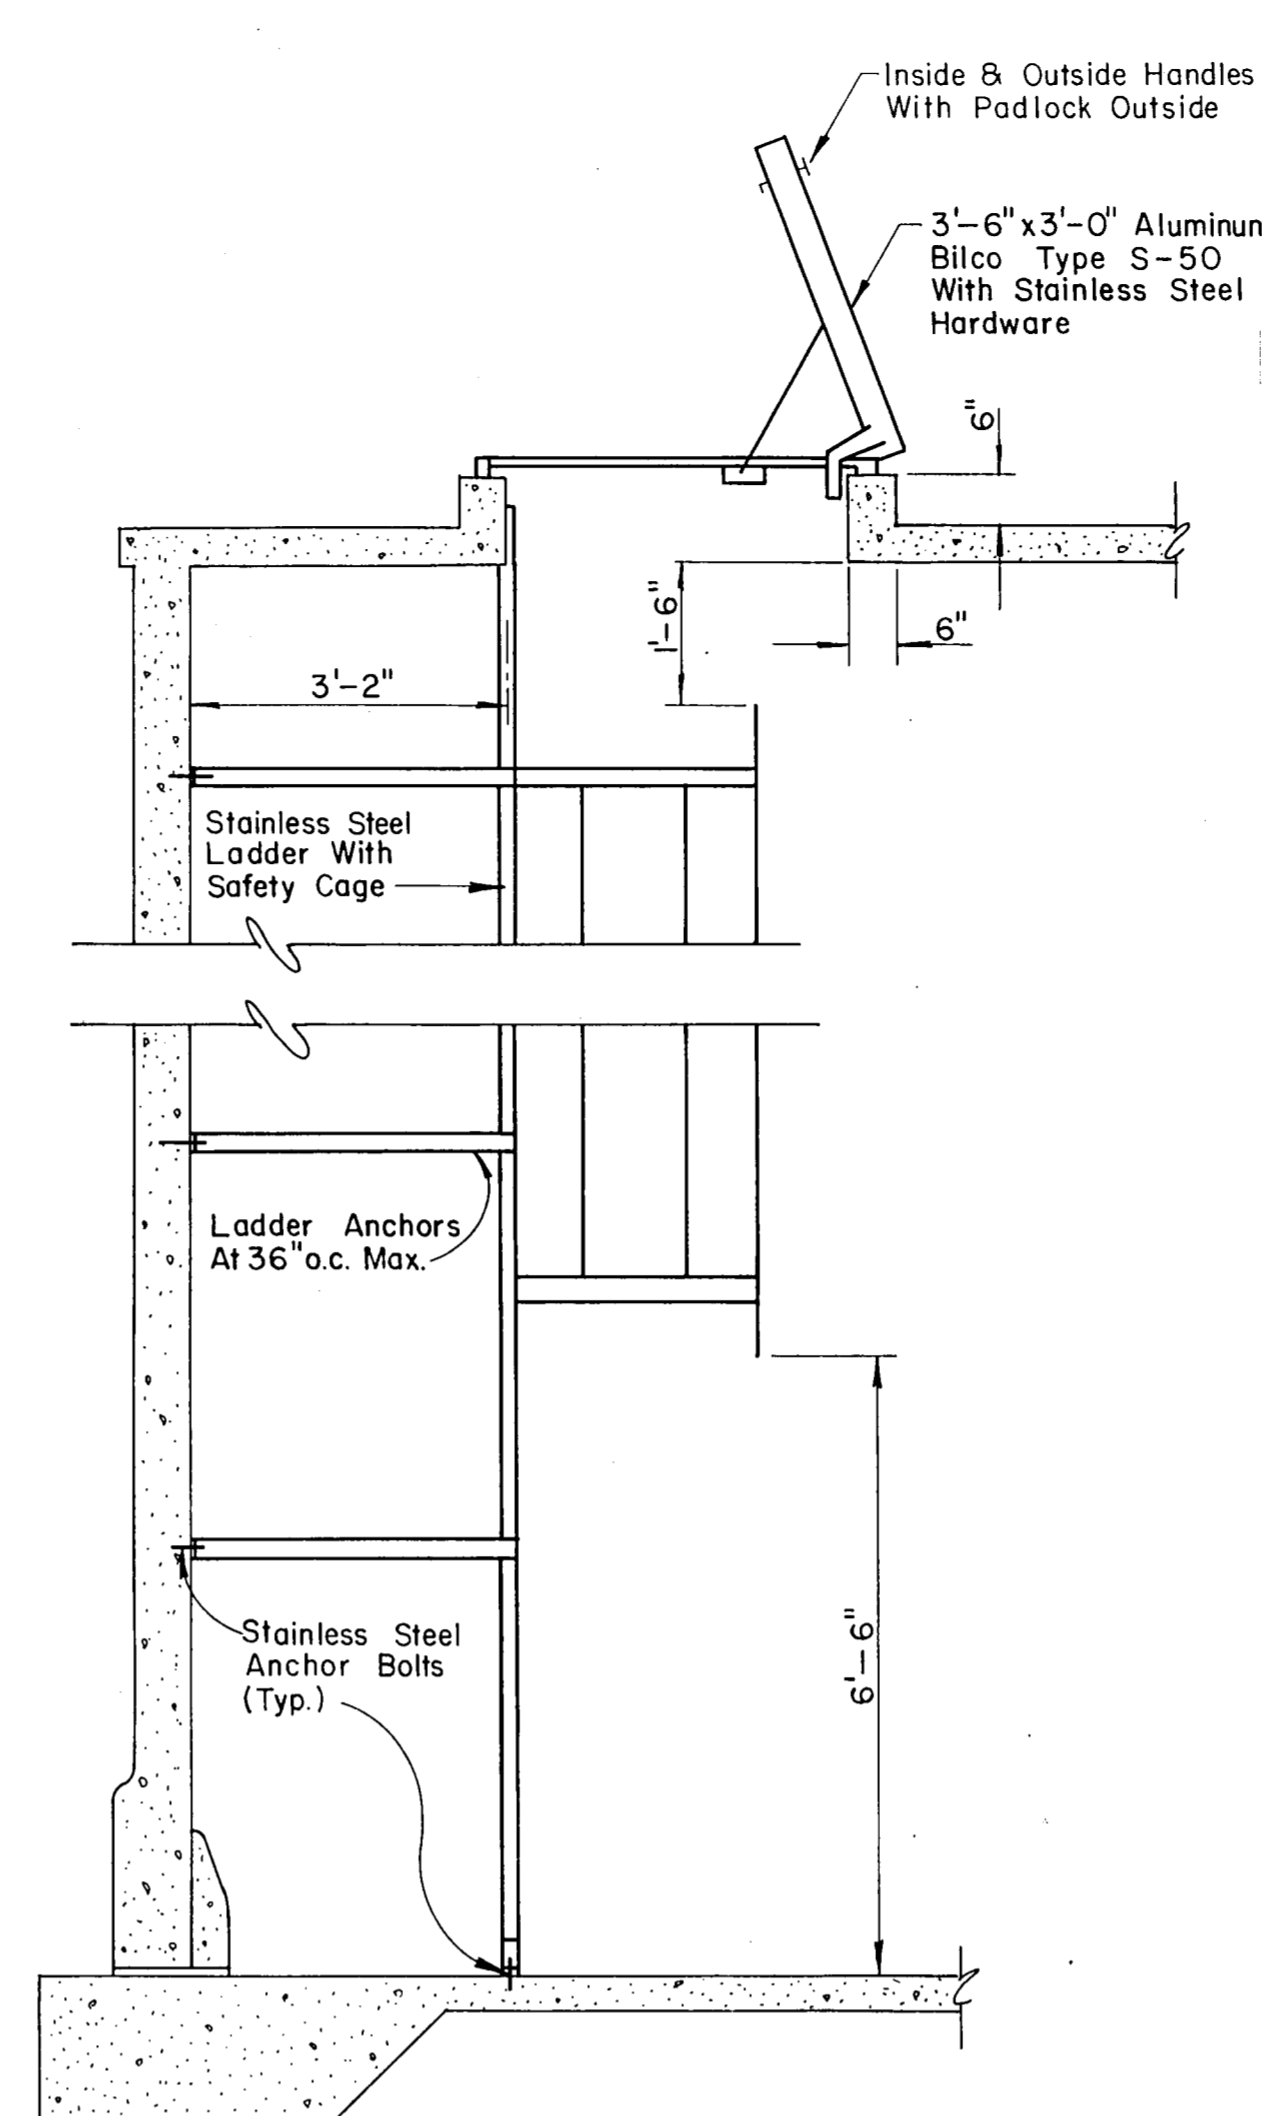 Inside & Outside Handles
With Padlock Outside
3'-6"x3'-0" Aluminum
Bilco Type S-50
With Stainless Steel
Hardware
6"
1'-6"
6"
3'-2"
Stainless Steel
Ladder With
Safety Cage
Ladder Anchors
At 36" o.c. Max.
6'-6"
Stainless Steel
Anchor Bolts
(Typ.)